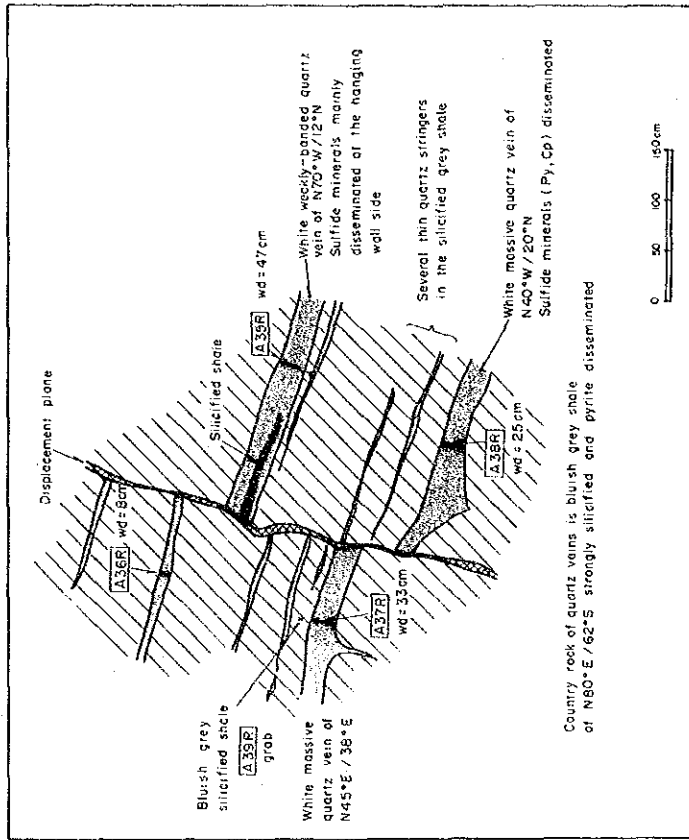 Displacement plane
A36R wd = 8cm
Silicified shale
A39R wd = 47cm
White weakly-banded quartz
vein of N70°W/12°N
Sulfide minerals mainly
disseminated at the hanging
wall side
Several thin quartz stringers
in the silicified grey shale
Bluish grey
silicified shale
A39R
grab
White massive
quartz vein of
N45°E/38°E
A37R
wd = 33cm
A38R
wd = 25cm
White massive quartz vein of
N40°W/20°N
Sulfide minerals (Py,Cp) disseminated
Country rock of quartz vains is bluish grey shale
of N80°E/62°S strongly silicified and pyrite disseminated
0 50 100 150cm